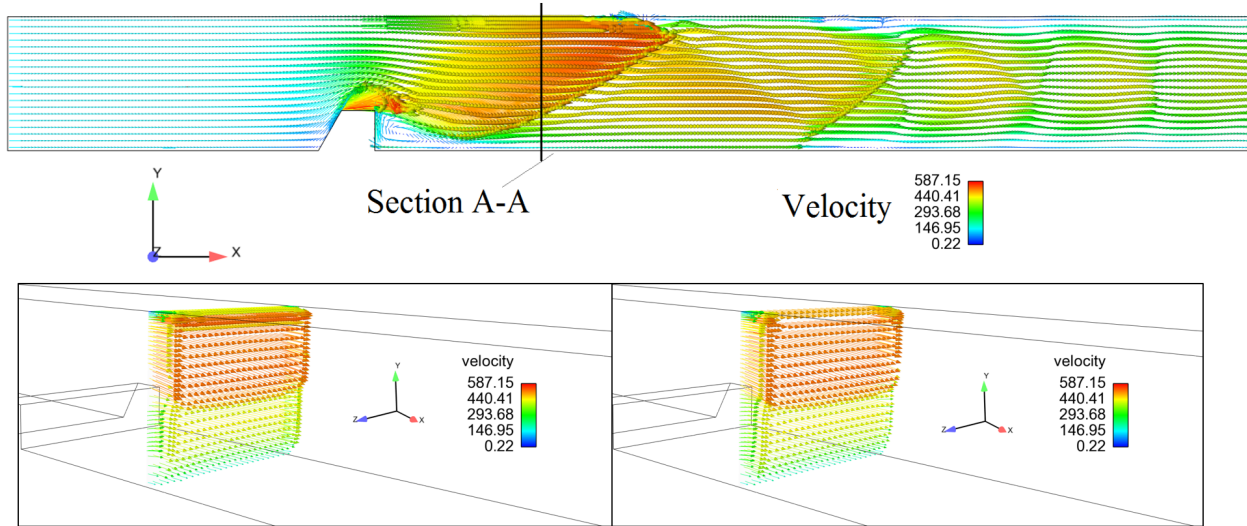 Section A-A
Velocity
587.15
440.41
293.68
146.95
0.22
Y
Z
X
velocity
587.15
440.41
293.68
146.95
0.22
Y
Z
X
velocity
587.15
440.41
293.68
146.95
0.22
Y
Z
X